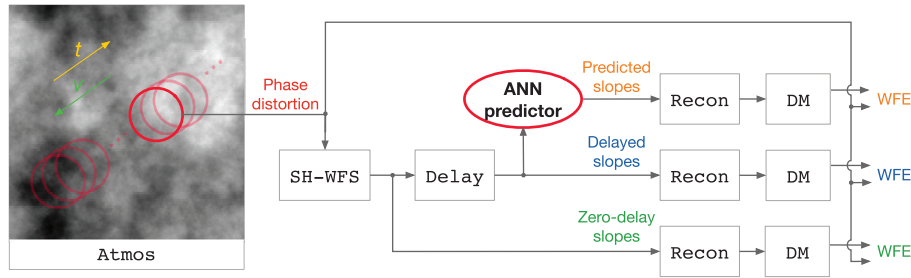 t
v
Atmos
Phase
distortion
SH-WFS
Delay
ANN
predictor
Predicted
slopes
Recon
DM
WFE
Delayed
slopes
Recon
DM
WFE
Zero-delay
slopes
Recon
DM
WFE